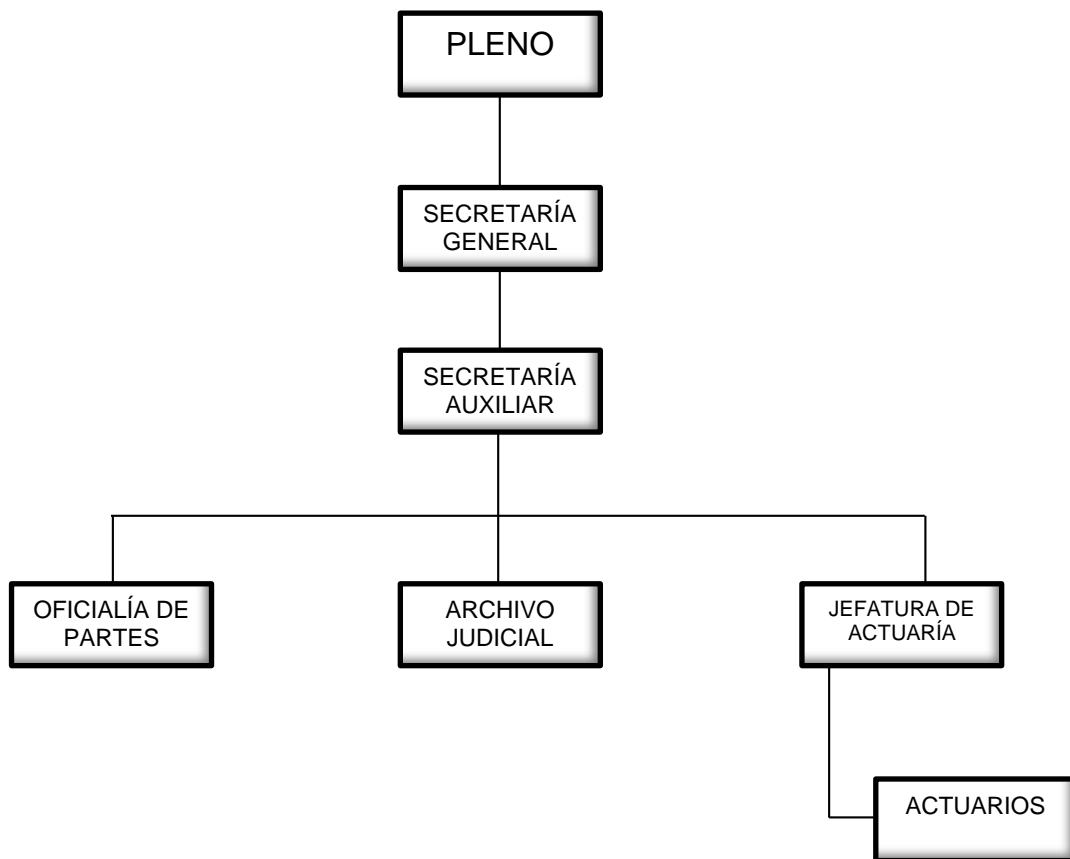 PLENO
SECRETARÍA
GENERAL
SECRETARÍA
AUXILIAR
OFICIALÍA DE
PARTES
ARCHIVO
JUDICIAL
JEFATURA DE
ACTUARÍA
ACTUARIOS